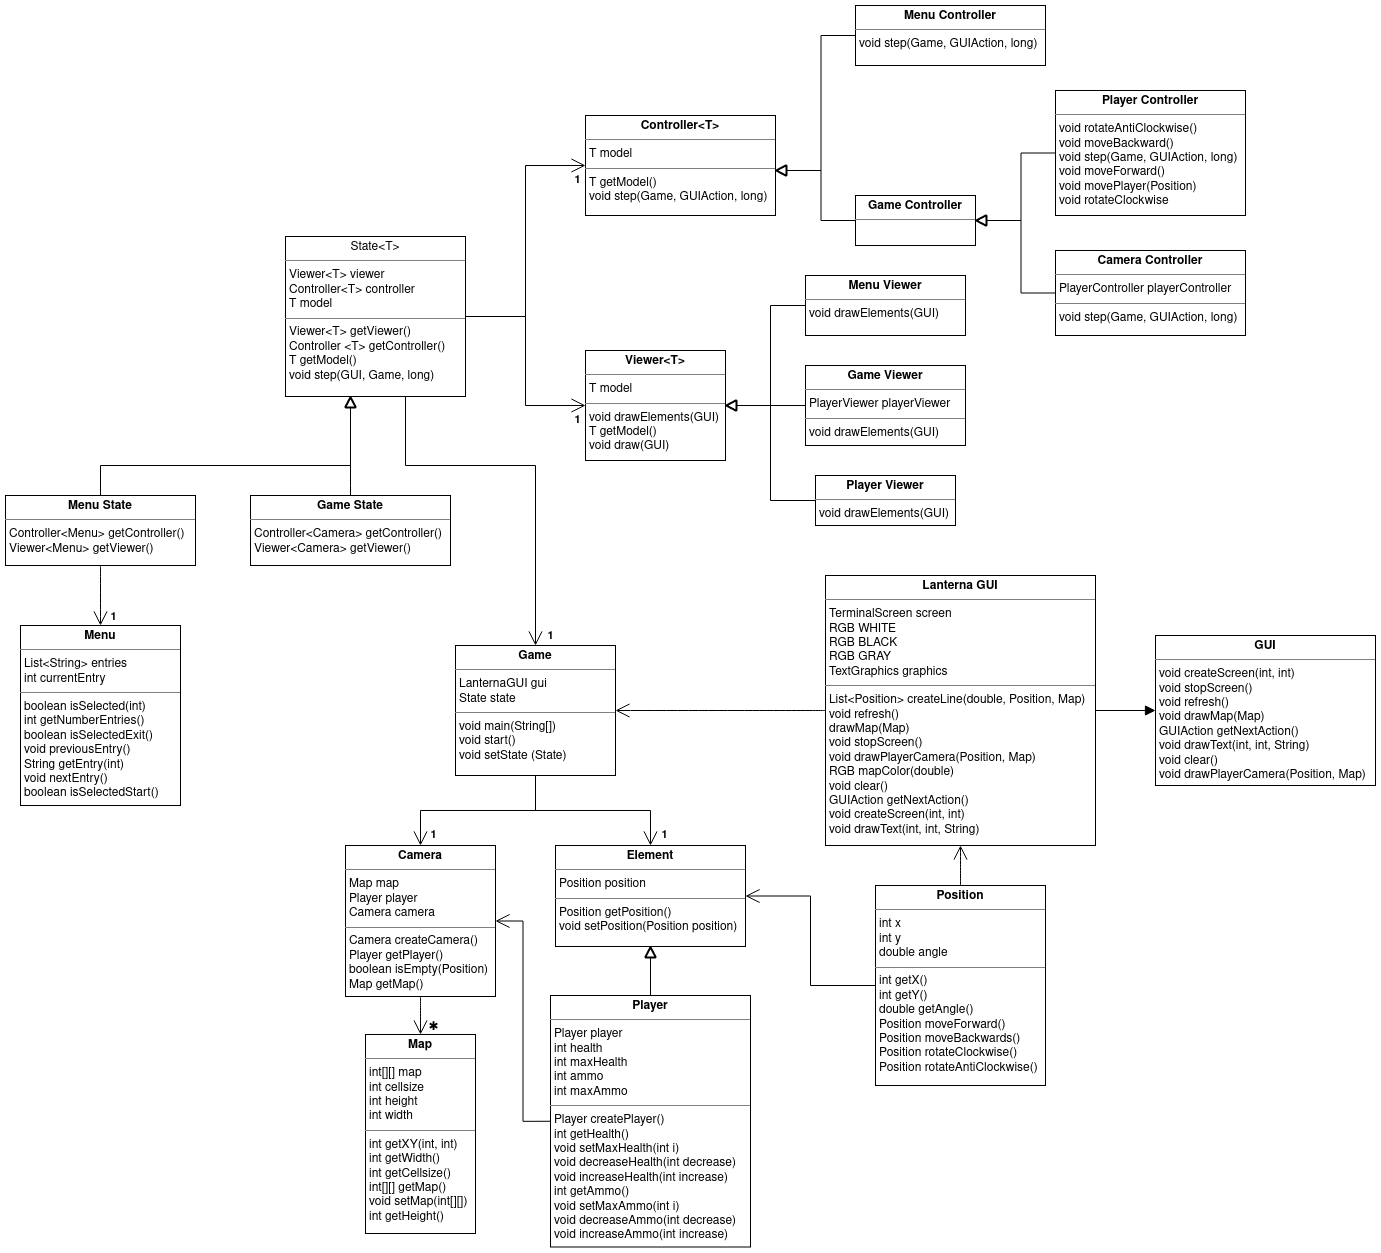 Menu Controller
void step(Game, GUIAction, long)
Player Controller
void rotateAntiClockwise()
void moveBackward()
void step(Game, GUIAction, long)
void moveForward()
void movePlayer(Position)
void rotateClockwise
Controller<T>
T model
T getModel()
void step(Game, GUIAction, long)
1
Game Controller
Camera Controller
PlayerController playerController
void step(Game, GUIAction, long)
State<T>
Viewer<T> viewer
Controller<T> controller
T model
Viewer<T> getViewer()
Controller <T> getController()
T getModel()
void step(GUI, Game, long)
Menu Viewer
void drawElements(GUI)
Viewer<T>
T model
void drawElements(GUI)
T getModel()
void draw(GUI)
1
Game Viewer
PlayerViewer playerViewer
void drawElements(GUI)
Player Viewer
void drawElements(GUI)
Menu State
Controller<Menu> getController()
Viewer<Menu> getViewer()
Game State
Controller<Camera> getController()
Viewer<Camera> getViewer()
1
Menu
List<String> entries
int currentEntry
boolean isSelected(int)
int getNumberEntries()
boolean isSelectedExit()
void previousEntry()
String getEntry(int)
void nextEntry()
boolean isSelectedStart()
1
Game
LanternaGUI gui
State state
void main(String[])
void start()
void setState (State)
Lanterna GUI
TerminalScreen screen
RGB WHITE
RGB BLACK
RGB GRAY
TextGraphics graphics
List<Position> createLine(double, Position, Map)
void refresh()
drawMap(Map)
void stopScreen()
void drawPlayerCamera(Position, Map)
RGB mapColor(double)
void clear()
GUIAction getNextAction()
void createScreen(int, int)
void drawText(int, int, String)
GUI
void createScreen(int, int)
void stopScreen()
void refresh()
void drawMap(Map)
GUIAction getNextAction()
void drawText(int, int, String)
void clear()
void drawPlayerCamera(Position, Map)
1
Camera
Map map
Player player
Camera camera
Camera createCamera()
Player getPlayer()
boolean isEmpty(Position)
Map getMap()
1
Element
Position position
Position getPosition()
void setPosition(Position position)
Position
int x
int y
double angle
int getX()
int getY()
double getAngle()
Position moveForward()
Position moveBackwards()
Position rotateClockwise()
Position rotateAntiClockwise()
*
Map
int[][] map
int cellsize
int height
int width
int getXY(int, int)
int getWidth()
int getCellsize()
int[][] getMap()
void setMap(int[][])
int getHeight()
Player
Player player
int health
int maxHealth
int ammo
int maxAmmo
Player createPlayer()
int getHealth()
void setMaxHealth(int i)
void decreaseHealth(int decrease)
void increaseHealth(int increase)
int getAmmo()
void setMaxAmmo(int i)
void decreaseAmmo(int decrease)
void increaseAmmo(int increase)